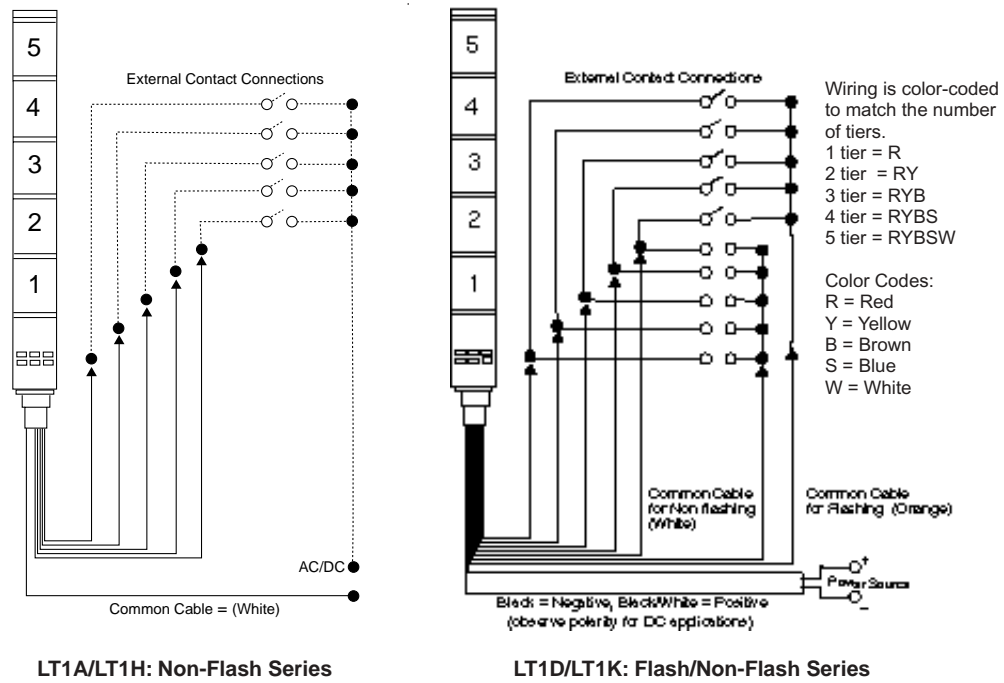 5
4
3
2
1
External Contact Connections
AC/DC
Common Cable = (White)
LT1A/LT1H: Non-Flash Series
5
4
3
2
1
External Contact Connections
Common Cable
for Non flashing
(White)
Common Cable
for Flashing (Orange)
+
Power Source
–
Black = Negative, Black/White = Positive
(observe polarity for DC applications)
LT1D/LT1K: Flash/Non-Flash Series
Wiring is color-coded
to match the number
of tiers.
1 tier = R
2 tier = RY
3 tier = RYB
4 tier = RYBS
5 tier = RYBSW
Color Codes:
R = Red
Y = Yellow
B = Brown
S = Blue
W = White